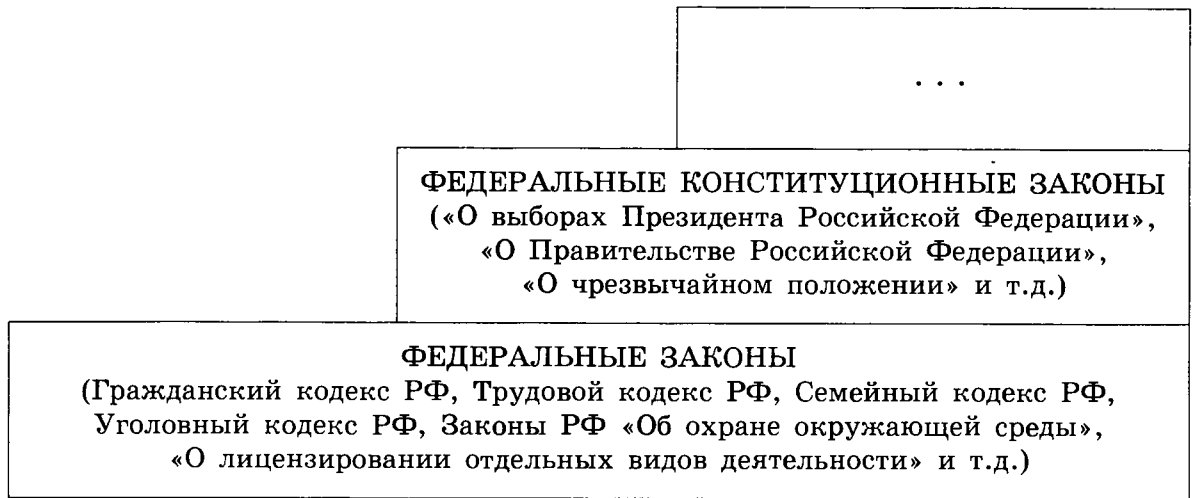 . . .
ФЕДЕРАЛЬНЫЕ КОНСТИТУЦИОННЫЕ ЗАКОНЫ
(«О выборах Президента Российской Федерации»,
«О Правительстве Российской Федерации»,
«О чрезвычайном положении» и т.д.)
ФЕДЕРАЛЬНЫЕ ЗАКОНЫ
(Гражданский кодекс РФ, Трудовой кодекс РФ, Семейный кодекс РФ,
Уголовный кодекс РФ, Законы РФ «Об охране окружающей среды»,
«О лицензировании отдельных видов деятельности» и т.д.)